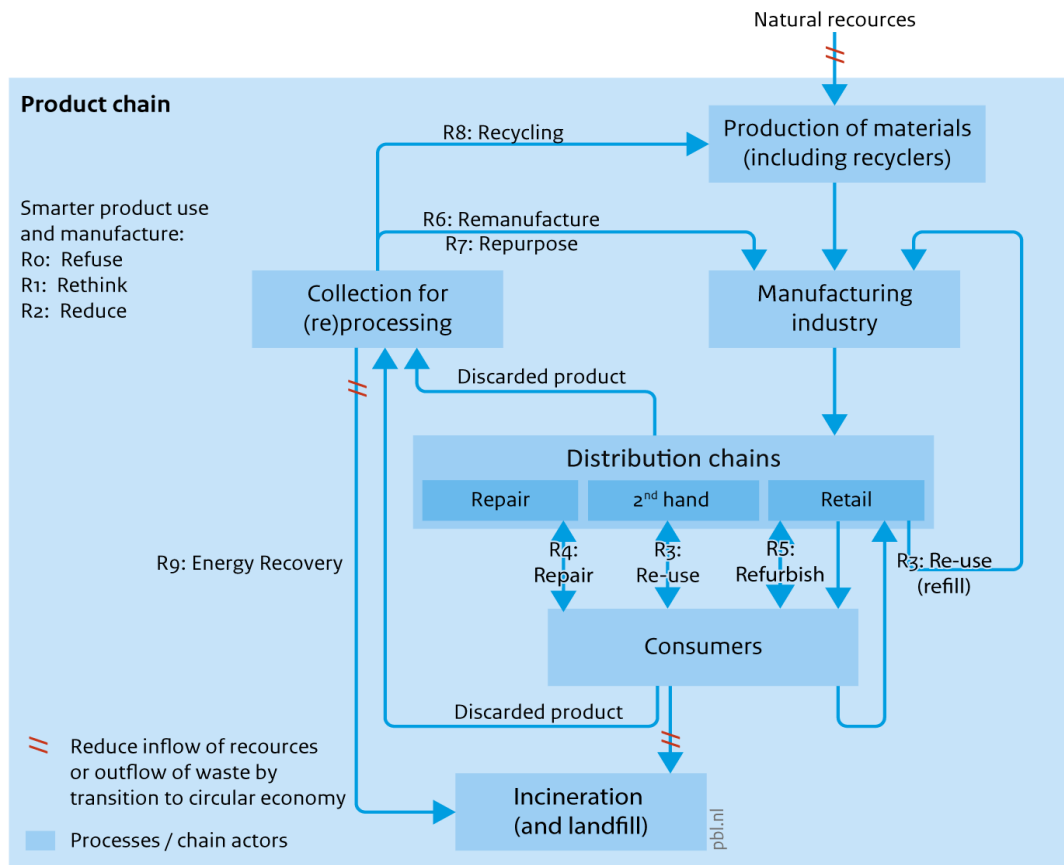 Natural recources
Product chain
R8: Recycling
Production of materials
(including recyclers)
Smarter product use
and manufacture:
R0: Refuse
R1: Rethink
R2: Reduce
R6: Remanufacture
R7: Repurpose
Collection for
(re)processing
Manufacturing
industry
Discarded product
Distribution chains
Repair
2nd hand
Retail
R9: Energy Recovery
R4:
Repair
R3:
Re-use
R5:
Refurbish
R3: Re-use
(refill)
Consumers
Discarded product
Reduce inflow of recources
or outflow of waste by
transition to circular economy
Processes / chain actors
Incineration
(and landfill)
pbl.nl